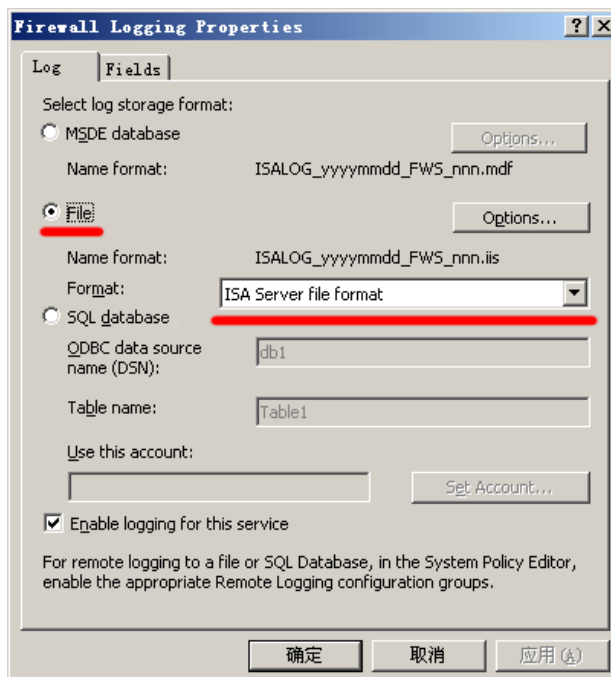 Firewall Logging Properties
Log
Fields
Select log storage format:
MSDE database
Options...
Name format:
ISALOG_yyyymmdd_FWS_nnn.mdf
File
Options...
Name format:
ISALOG_yyyymmdd_FWS_nnn.iis
Format:
ISA Server file format
SQL database
ODBC data source
name (DSN):
db1
Table name:
Table1
Use this account:
Set Account...
Enable logging for this service
For remote logging to a file or SQL Database, in the System Policy Editor,
enable the appropriate Remote Logging configuration groups.
确定
取消
应用(A)